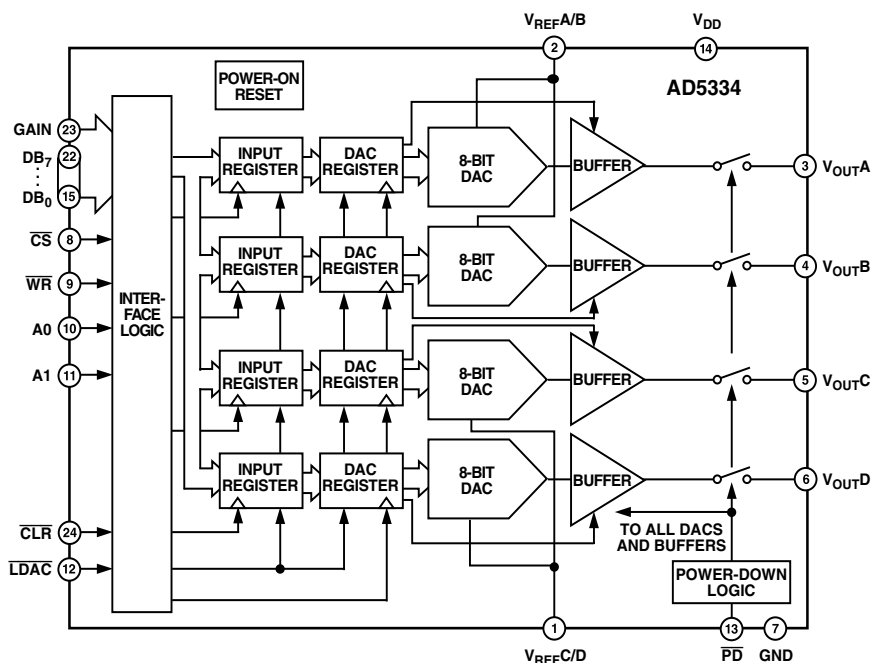 VREFA/B
VDD
2
14
POWER-ON
RESET
AD5334
GAIN 23
DB7 22
DB0 15
CS 8
WR 9
A0 10
A1 11
CLR 24
LDAC 12
INTER-
FACE
LOGIC
INPUT
REGISTER
DAC
REGISTER
8-BIT
DAC
BUFFER
3 VOUTA
INPUT
REGISTER
DAC
REGISTER
8-BIT
DAC
BUFFER
4 VOUTB
INPUT
REGISTER
DAC
REGISTER
8-BIT
DAC
BUFFER
5 VOUTC
INPUT
REGISTER
DAC
REGISTER
8-BIT
DAC
BUFFER
6 VOUTD
TO ALL DACS
AND BUFFERS
POWER-DOWN
LOGIC
1
13
7
VREFC/D
PD
GND